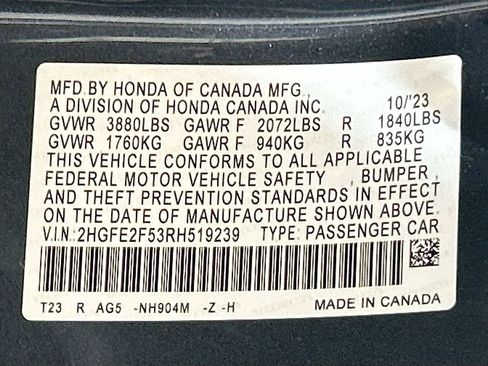 MFD.BY HONDA OF CANADA MFG.,
A DIVISION OF HONDA CANADA INC. 10/'23
GVWR 3880LBS GAWR F 2072LBS R 1840LBS
GVWR 1760KG GAWR F 940KG R 835KG
THIS VEHICLE CONFORMS TO ALL APPLICABLE
FEDERAL MOTOR VEHICLE SAFETY , BUMPER ,
AND THEFT PREVENTION STANDARDS IN EFFECT
ON THE DATE OF MANUFACTURE SHOWN ABOVE.
V.I.N:2HGFE2F53RH519239 TYPE: PASSENGER CAR
T23 R AG5 -NH904M -Z -H MADE IN CANADA